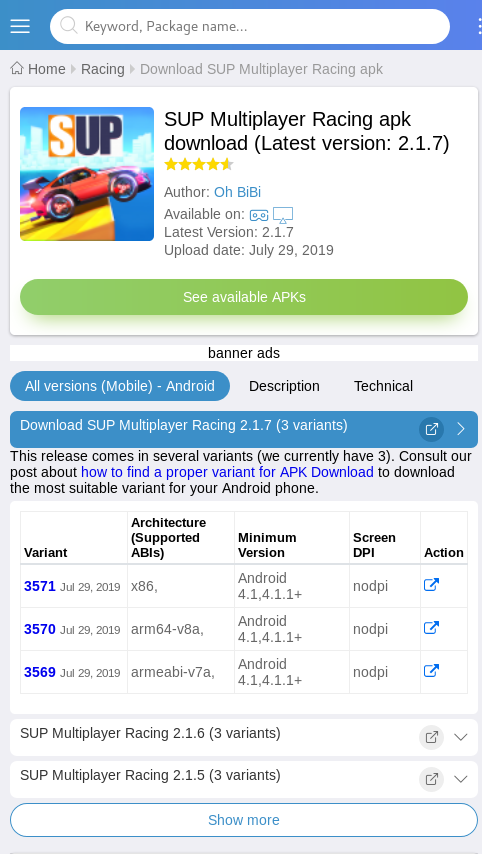 Keyword, Package name...
Home Racing Download SUP Multiplayer Racing apk
SUP
SUP Multiplayer Racing apk
download (Latest version: 2.1.7)
Author: Oh BiBi
Available on:
Latest Version: 2.1.7
Upload date: July 29, 2019
See available APKs
banner ads
All versions (Mobile) - Android Description Technical
Download SUP Multiplayer Racing 2.1.7 (3 variants)
This release comes in several variants (we currently have 3). Consult our
post about how to find a proper variant for APK Download to download
the most suitable variant for your Android phone.
Variant Architecture (Supported ABIs) Minimum Version Screen DPI Action
3571 Jul 29, 2019 x86, Android 4.1,4.1.1+ nodpi
3570 Jul 29, 2019 arm64-v8a, Android 4.1,4.1.1+ nodpi
3569 Jul 29, 2019 armeabi-v7a, Android 4.1,4.1.1+ nodpi
SUP Multiplayer Racing 2.1.6 (3 variants)
SUP Multiplayer Racing 2.1.5 (3 variants)
Show more